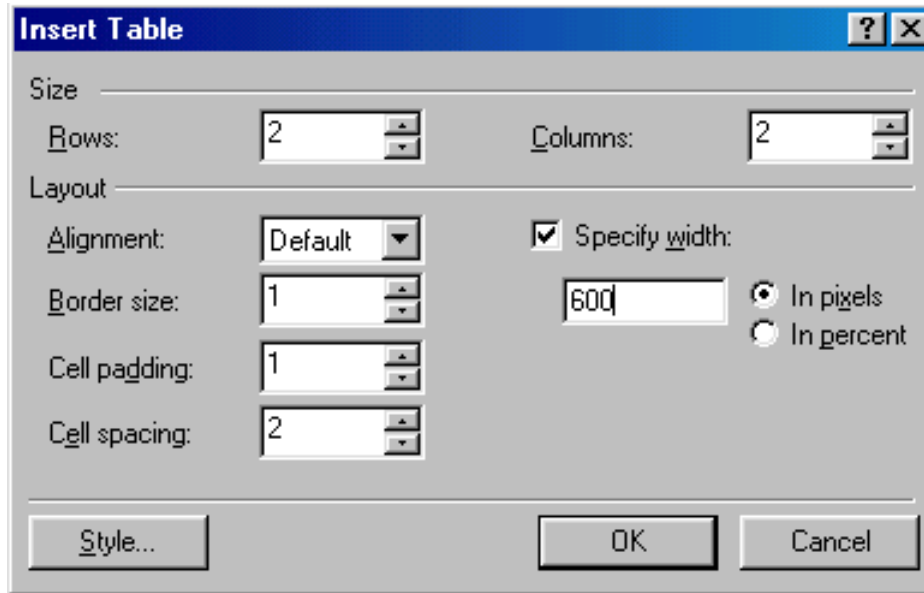 Insert Table
Size
Rows: 2 Columns: 2
Layout
Alignment: Default Specify width:
Border size: 1 600 In pixels
In percent
Cell padding: 1
Cell spacing: 2
Style... OK Cancel